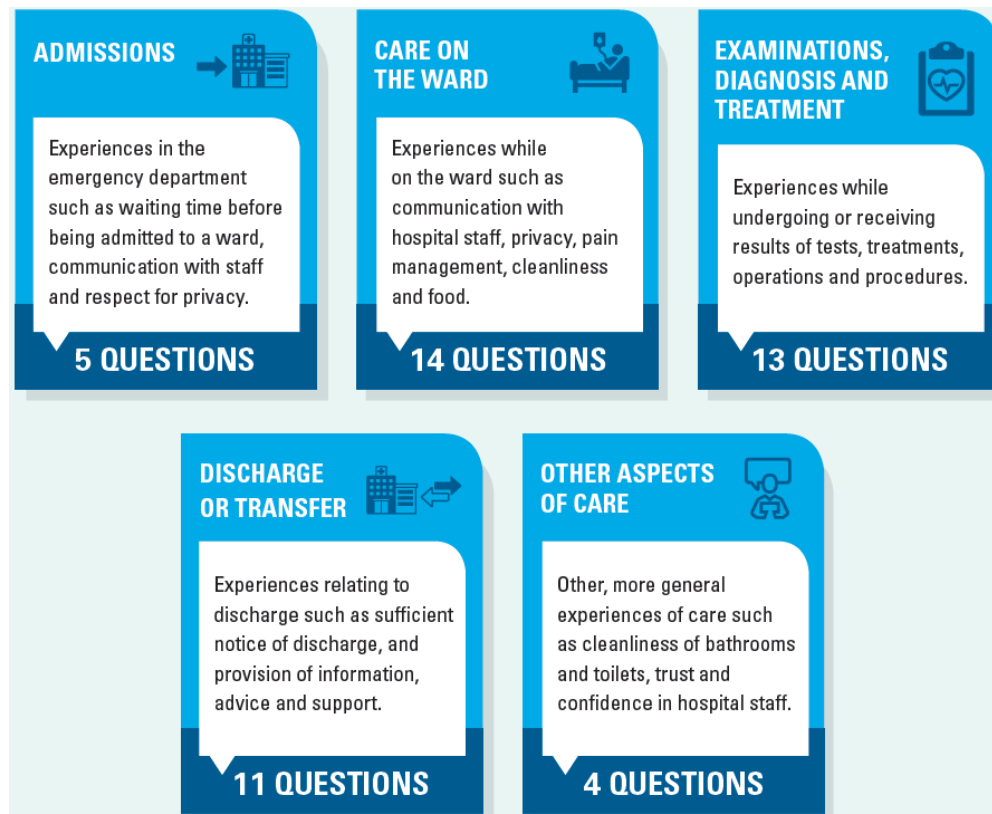 ADMISSIONS
Experiences in the
emergency department
such as waiting time before
being admitted to a ward,
communication with staff
and respect for privacy.
5 QUESTIONS
CARE ON
THE WARD
Experiences while
on the ward such as
communication with
hospital staff, privacy, pain
management, cleanliness
and food.
14 QUESTIONS
EXAMINATIONS,
DIAGNOSIS AND
TREATMENT
Experiences while
undergoing or receiving
results of tests, treatments,
operations and procedures.
13 QUESTIONS
DISCHARGE
OR TRANSFER
Experiences relating to
discharge such as sufficient
notice of discharge, and
provision of information,
advice and support.
11 QUESTIONS
OTHER ASPECTS
OF CARE
Other, more general
experiences of care such
as cleanliness of bathrooms
and toilets, trust and
confidence in hospital staff.
4 QUESTIONS